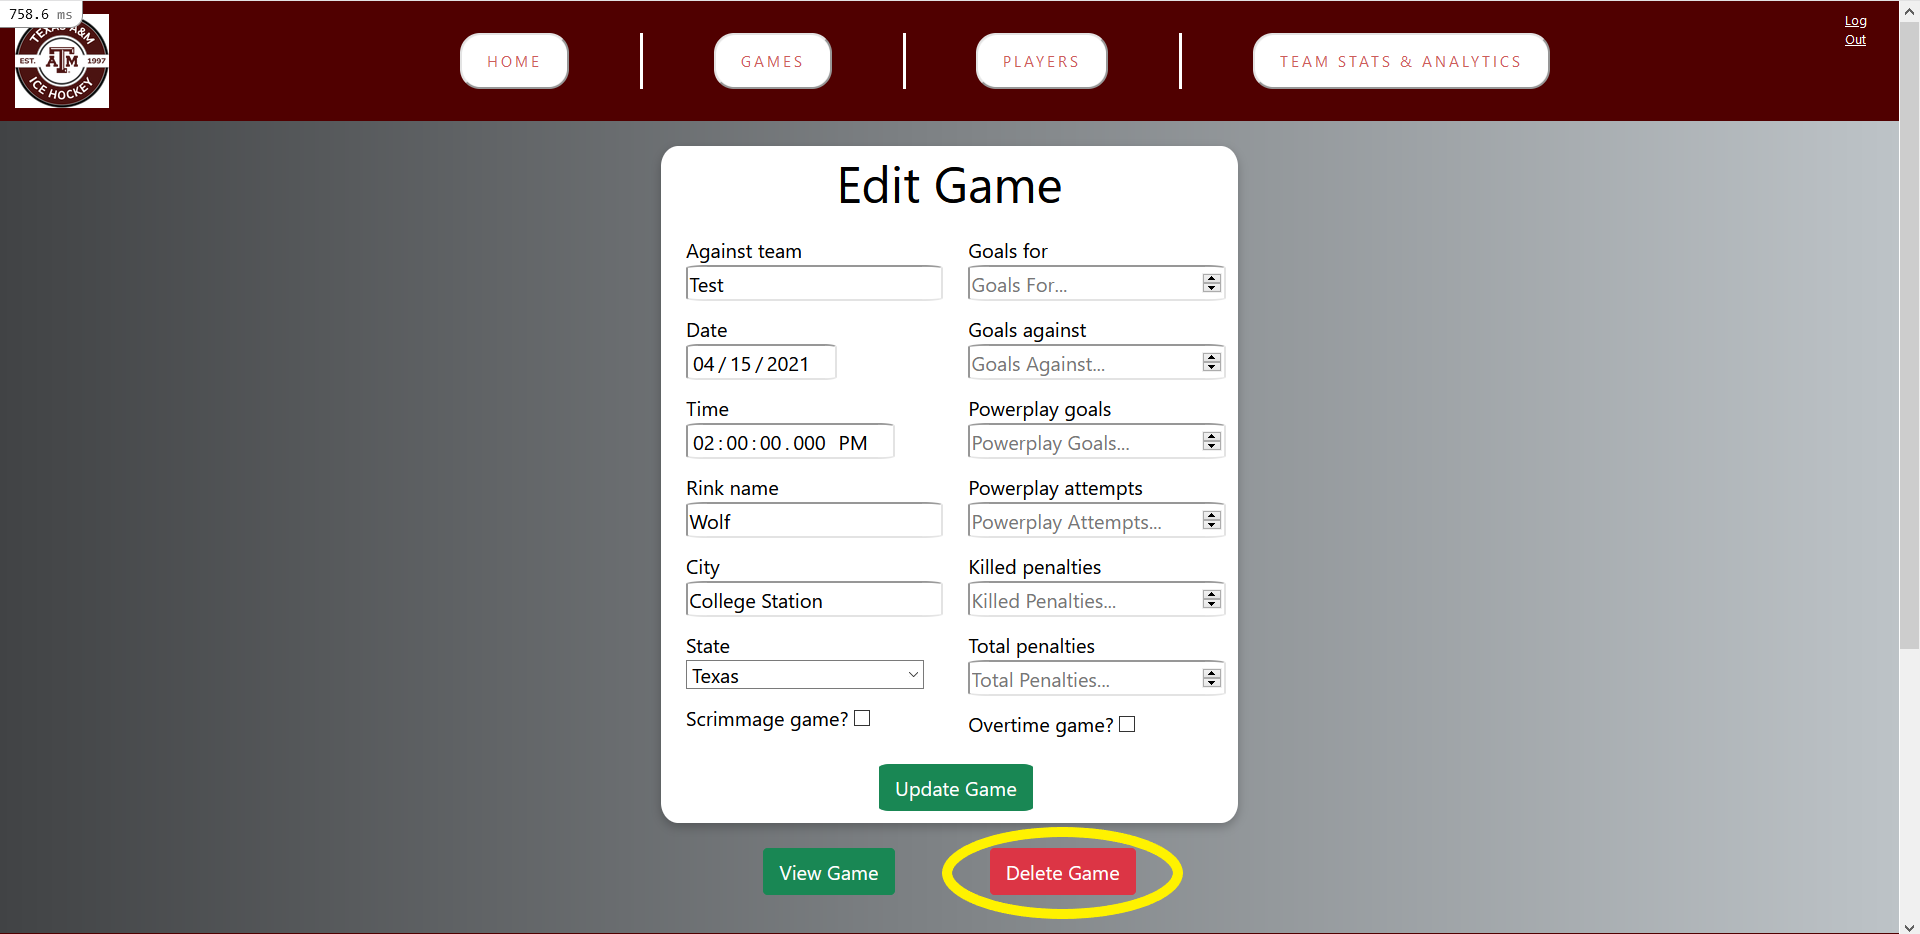 758.6 ms
TEXAS A&M
EST. ATM 1997
ICE HOCKEY
HOME
GAMES
PLAYERS
TEAM STATS & ANALYTICS
Log
Out
Edit Game
Against team
Test
Date
04/15/2021
Time
02:00:00.000 PM
Rink name
Wolf
City
College Station
State
Texas
Scrimmage game?
Goals for
Goals For...
Goals against
Goals Against...
Powerplay goals
Powerplay Goals...
Powerplay attempts
Powerplay Attempts...
Killed penalties
Killed Penalties...
Total penalties
Total Penalties...
Overtime game?
Update Game
View Game
Delete Game